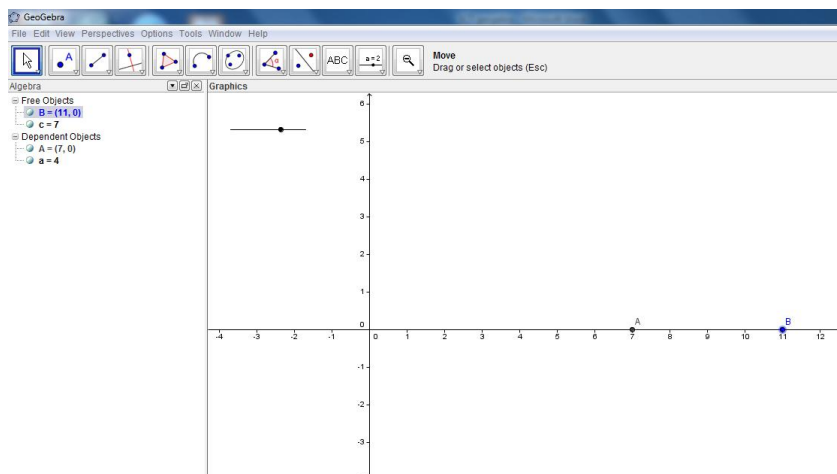 GeoGebra
File Edit View Perspectives Options Tools Window Help
A
α
ABC
a=2
Move
Drag or select objects (Esc)
Algebra
Graphics
Free Objects
B = (11, 0)
c = 7
Dependent Objects
A = (7, 0)
a = 4
6
5
4
3
2
1
0
-1
-2
-3
A
B
-4 -3 -2 -1 0 1 2 3 4 5 6 7 8 9 10 11 12